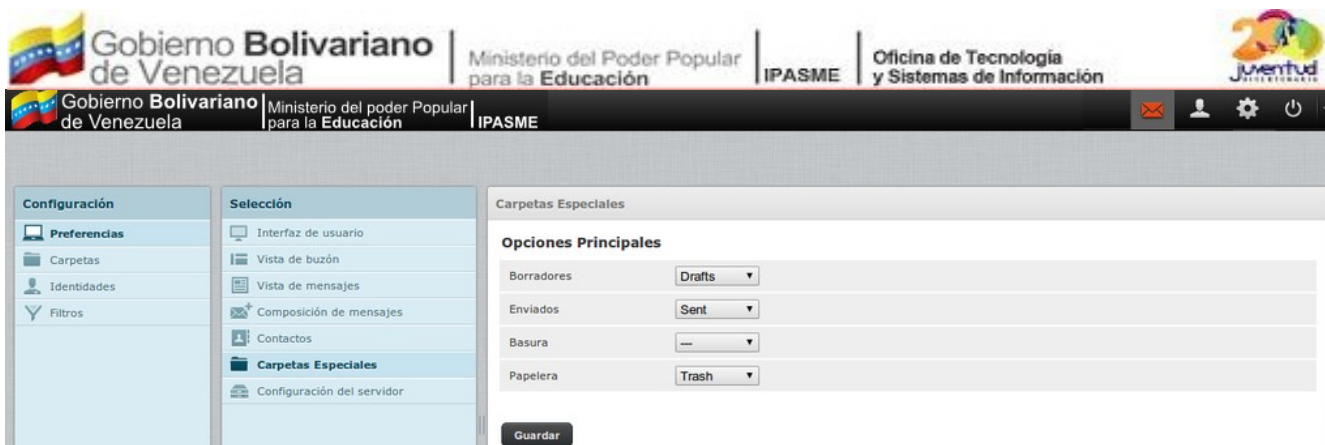 Gobierno Bolivariano
de Venezuela
Ministerio del Poder Popular
para la Educación
IPASME
Oficina de Tecnología
y Sistemas de Información
200
juventud
BICENTENARIO
Gobierno Bolivariano
de Venezuela
Ministerio del poder Popular
para la Educación
IPASME
Configuración
Preferencias
Carpetas
Identidades
Filtros
Selección
Interfaz de usuario
Vista de buzón
Vista de mensajes
Composición de mensajes
Contactos
Carpetas Especiales
Configuración del servidor
Carpetas Especiales
Opciones Principales
Borradores Drafts
Enviados Sent
Basura ---
Papelera Trash
Guardar